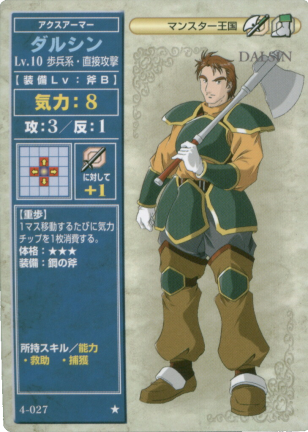 アクスアーマー
ダルシン
Lv.10 歩兵系・直接攻撃
【装備Lv：斧B】
気力：8
攻：3／反：1
に対して
+1
【重歩】
1マス移動するたびに気力
チップを1枚消費する。
体格：★★★
装備：鋼の斧
所持スキル／能力
・救助 ・捕獲
4-027 ★
マンスター王国
DALSIN